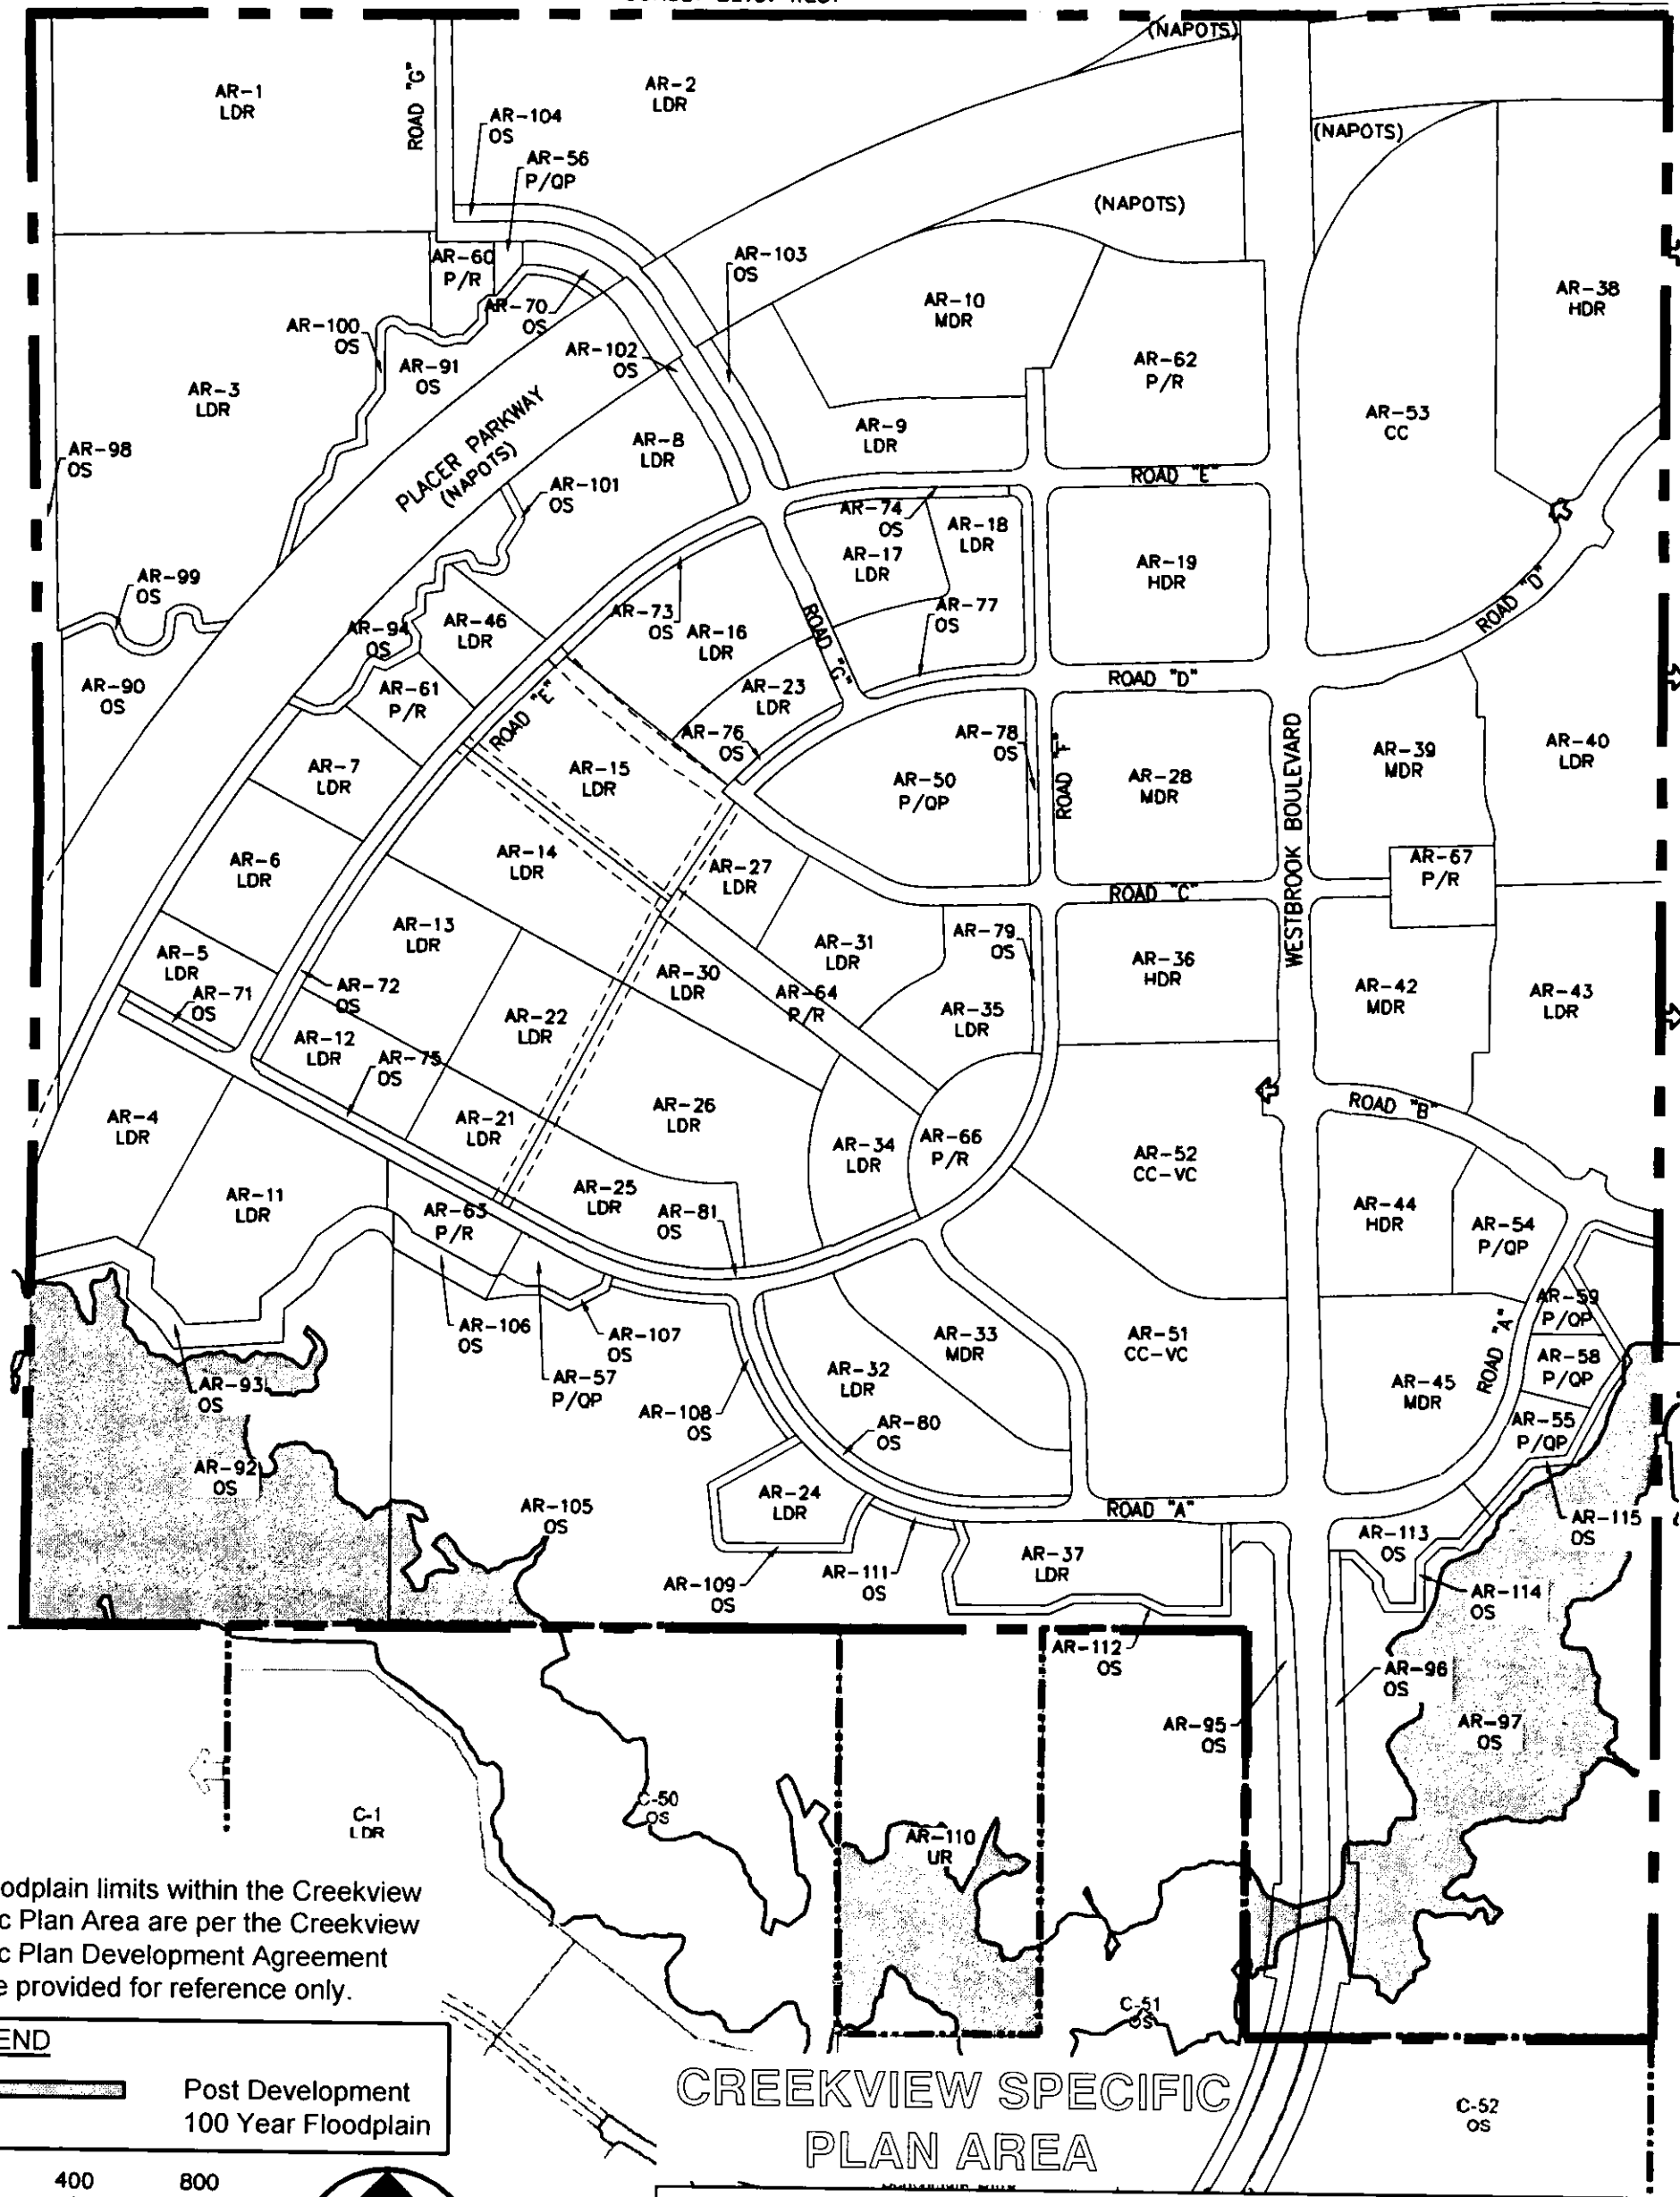 (NAPOTS)
AR-1
LDR
ROAD "G"
AR-2
LDR
AR-104
OS
AR-56
P/QP
(NAPOTS)
(NAPOTS)
AR-60
P/R
AR-103
OS
AR-70
OS
AR-10
MDR
AR-38
HDR
AR-100
OS
AR-91
OS
AR-102
OS
AR-62
P/R
AR-3
LDR
PLACER PARKWAY
(NAPOTS)
AR-8
LDR
AR-9
LDR
AR-53
CC
AR-98
OS
AR-101
OS
ROAD "E"
AR-74
OS
AR-18
LDR
AR-17
LDR
AR-19
HDR
AR-99
OS
AR-94
OS
AR-46
LDR
AR-73
OS
AR-16
LDR
ROAD "G"
AR-77
OS
ROAD "D"
AR-90
OS
AR-61
P/R
ROAD "E"
AR-23
LDR
ROAD "D"
AR-76
OS
AR-78
OS
ROAD "F"
AR-7
LDR
AR-15
LDR
AR-50
P/QP
AR-28
MDR
WESTBROOK BOULEVARD
AR-39
MDR
AR-40
LDR
AR-6
LDR
AR-14
LDR
AR-27
LDR
AR-67
P/R
ROAD "C"
AR-13
LDR
AR-5
LDR
AR-71
OS
AR-72
OS
AR-31
LDR
AR-79
OS
AR-36
HDR
AR-30
LDR
AR-64
P/R
AR-42
MDR
AR-43
LDR
AR-12
LDR
AR-75
OS
AR-22
LDR
AR-35
LDR
AR-4
LDR
AR-21
LDR
AR-26
LDR
AR-34
LDR
AR-66
P/R
ROAD "B"
AR-52
CC-VC
AR-11
LDR
AR-63
P/R
AR-25
LDR
AR-81
OS
AR-44
HDR
AR-54
P/QP
AR-59
P/QP
AR-106
OS
AR-107
OS
AR-57
P/QP
AR-33
MDR
AR-51
CC-VC
ROAD "A"
AR-58
P/QP
AR-93
OS
AR-32
LDR
AR-45
MDR
AR-108
OS
AR-80
OS
AR-55
P/QP
AR-92
OS
AR-105
OS
AR-24
LDR
ROAD "A"
AR-115
OS
AR-113
OS
AR-37
LDR
AR-109
OS
AR-111
OS
AR-114
OS
AR-112
OS
AR-96
OS
AR-95
OS
AR-97
OS
C-1
LDR
C-50
OS
AR-110
UR
C-51
OS
odplain limits within the Creekview
c Plan Area are per the Creekview
c Plan Development Agreement
e provided for reference only.
END
Post Development
100 Year Floodplain
CREEKVIEW SPECIFIC
PLAN AREA
C-52
OS
400 800